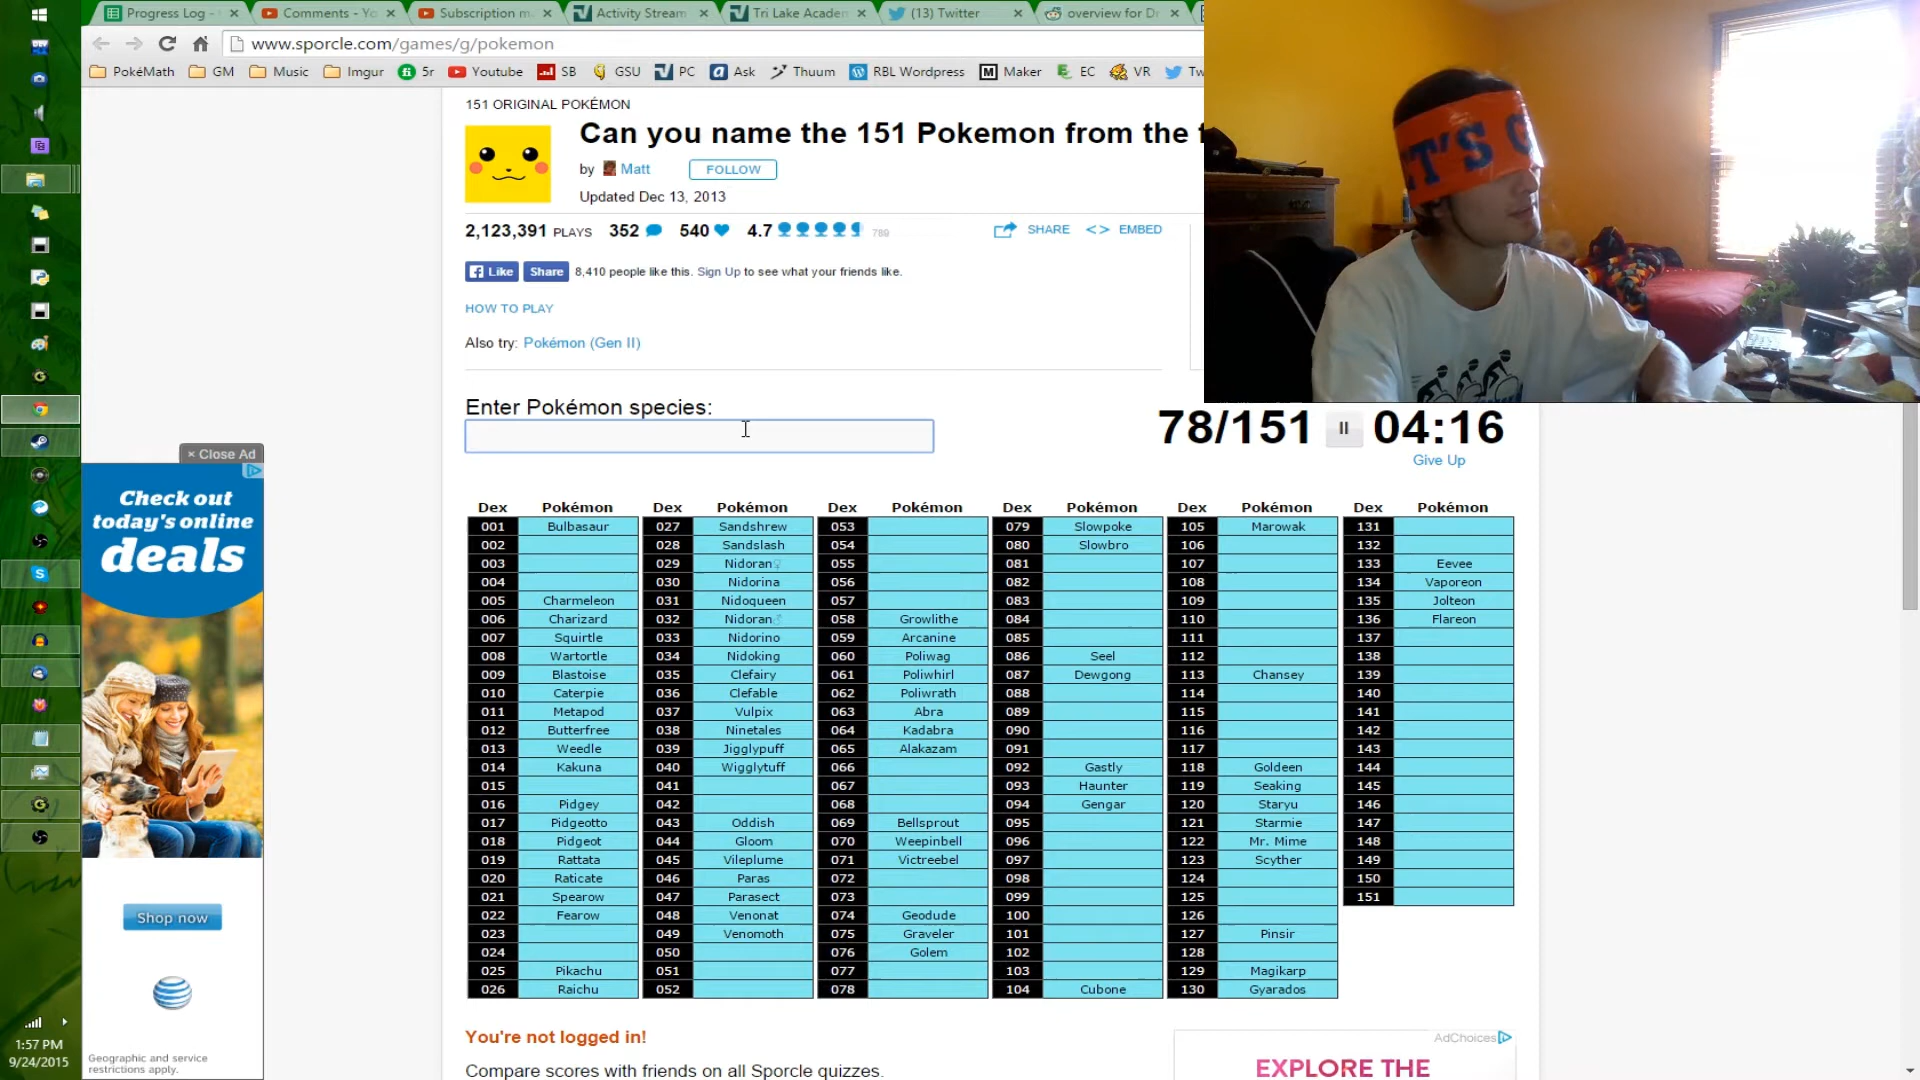 Progress Log -
Comments - Yo
Subscription m
Activity Stream
Tri Lake Academ
(13) Twitter
overview for Dr
www.sporcle.com/games/g/pokemon
PokéMath
GM
Music
Imgur
5r
Youtube
SB
GSU
PC
Ask
Thuum
RBL Wordpress
Maker
EC
VR
Tw
151 ORIGINAL POKÉMON
Can you name the 151 Pokemon from the f
by Matt FOLLOW
Updated Dec 13, 2013
2,123,391 PLAYS 352 540 4.7 789
SHARE <> EMBED
Like Share 8,410 people like this. Sign Up to see what your friends like.
HOW TO PLAY
Also try: Pokémon (Gen II)
Enter Pokémon species:
78/151 04:16
Give Up
Dex Pokémon Dex Pokémon Dex Pokémon Dex Pokémon Dex Pokémon Dex Pokémon
001 Bulbasaur 027 Sandshrew 053 079 Slowpoke 105 Marowak 131
002 028 Sandslash 054 080 Slowbro 106 132
003 029 Nidoran♀ 055 081 107 133 Eevee
004 030 Nidorina 056 082 108 134 Vaporeon
005 Charmeleon 031 Nidoqueen 057 083 109 135 Jolteon
006 Charizard 032 Nidoran♂ 058 Growlithe 084 110 136 Flareon
007 Squirtle 033 Nidorino 059 Arcanine 085 111 137
008 Wartortle 034 Nidoking 060 Poliwag 086 Seel 112 138
009 Blastoise 035 Clefairy 061 Poliwhirl 087 Dewgong 113 Chansey 139
010 Caterpie 036 Clefable 062 Poliwrath 088 114 140
011 Metapod 037 Vulpix 063 Abra 089 115 141
012 Butterfree 038 Ninetales 064 Kadabra 090 116 142
013 Weedle 039 Jigglypuff 065 Alakazam 091 117 143
014 Kakuna 040 Wigglytuff 066 092 Gastly 118 Goldeen 144
015 041 067 093 Haunter 119 Seaking 145
016 Pidgey 042 068 094 Gengar 120 Staryu 146
017 Pidgeotto 043 Oddish 069 Bellsprout 095 121 Starmie 147
018 Pidgeot 044 Gloom 070 Weepinbell 096 122 Mr. Mime 148
019 Rattata 045 Vileplume 071 Victreebel 097 123 Scyther 149
020 Raticate 046 Paras 072 098 124 150
021 Spearow 047 Parasect 073 099 125 151
022 Fearow 048 Venonat 074 Geodude 100 126
023 049 Venomoth 075 Graveler 101 127 Pinsir
024 050 076 Golem 102 128
025 Pikachu 051 077 103 129 Magikarp
026 Raichu 052 078 104 Cubone 130 Gyarados
You're not logged in!
Compare scores with friends on all Sporcle quizzes.
AdChoices
EXPLORE THE
× Close Ad
Check out
today's online
deals
Shop now
AT&T
Geographic and service
restrictions apply.
1:57 PM
9/24/2015
T'S G